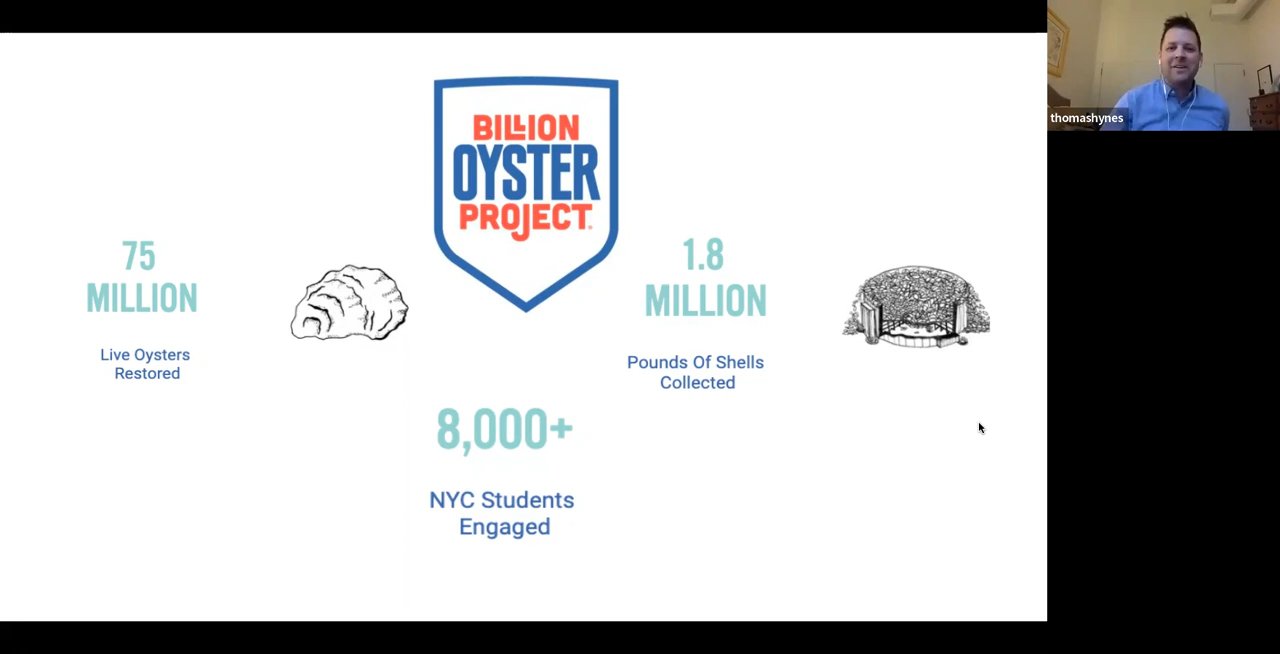 BILLION
OYSTER
PROJECT
75
MILLION
Live Oysters
Restored
1.8
MILLION
Pounds Of Shells
Collected
8,000+
NYC Students
Engaged
thomashynes